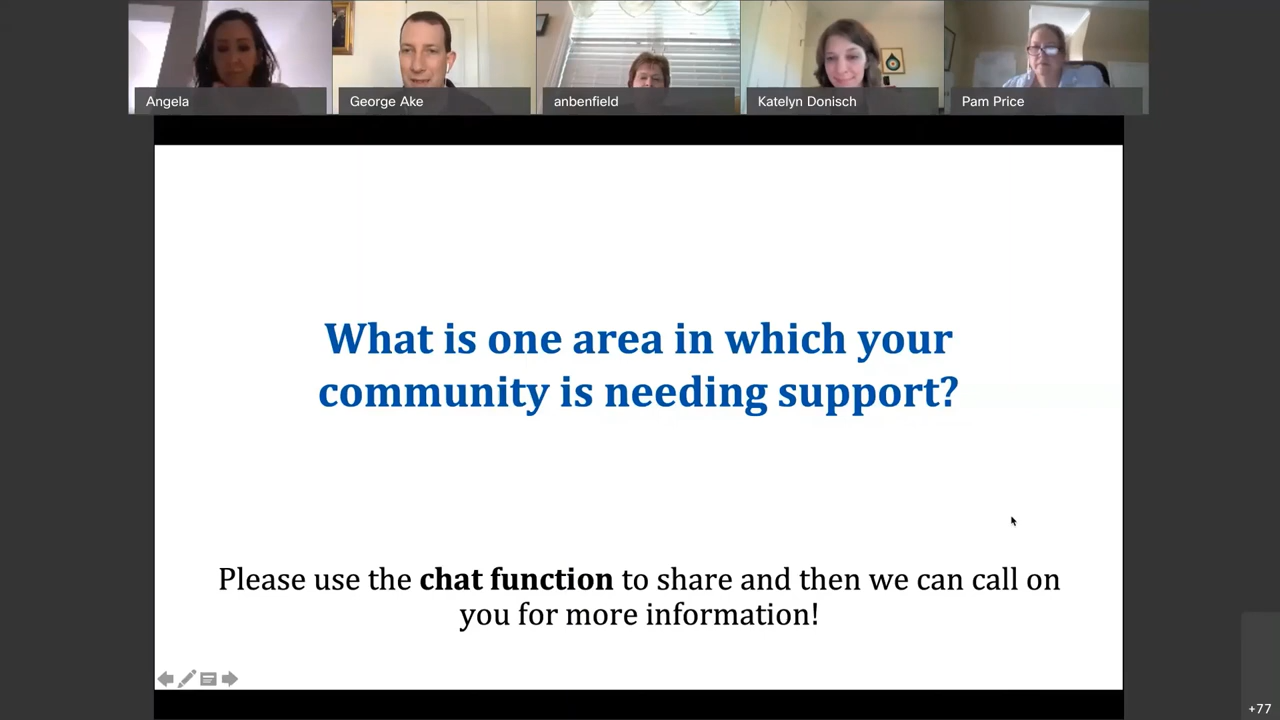 Angela
George Ake
anbenfield
Katelyn Donisch
Pam Price
What is one area in which your
community is needing support?
Please use the chat function to share and then we can call on
you for more information!
+77